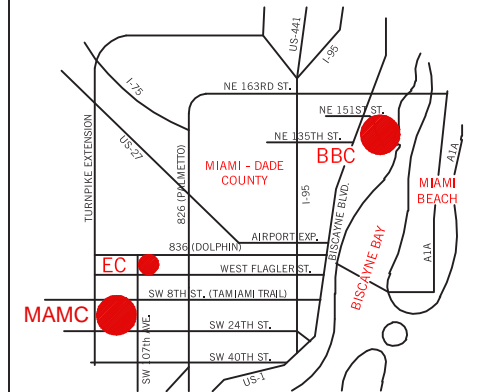 US-441
I-95
I-75
NE 163RD ST.
NE 151ST ST.
NE 135TH ST.
BBC
US-27
TURNPIKE EXTENSION
826 (PALMETTO)
MIAMI - DADE
COUNTY
I-95
BISCAYNE BLVD.
A1A
MIAMI
BEACH
A1A
BISCAYNE BAY
AIRPORT EXP.
836 (DOLPHIN)
EC
WEST FLAGLER ST.
SW 8TH ST. (TAMIAMI TRAIL)
MAMC
SW 24TH ST.
SW 107th AVE.
SW 40TH ST.
US-1